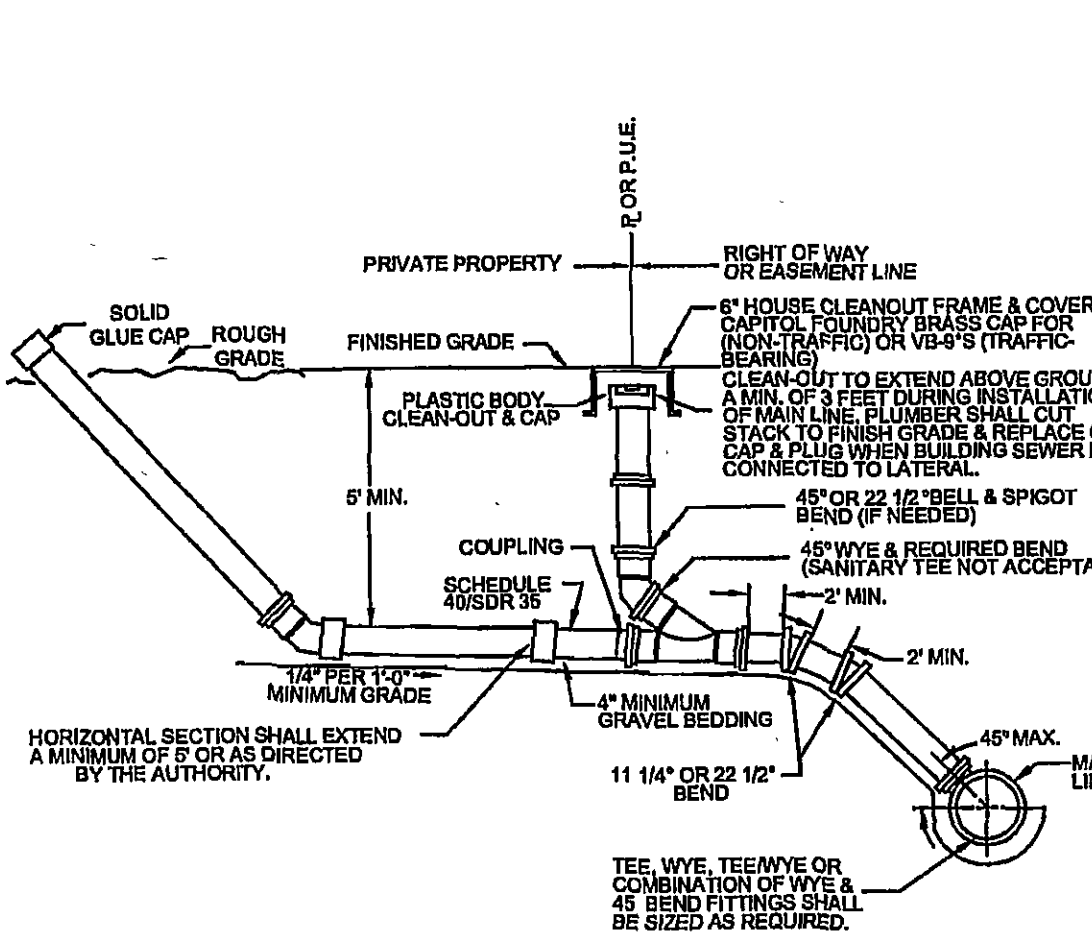 P OR P.U.E.
PRIVATE PROPERTY
RIGHT OF WAY
OR EASEMENT LINE
SOLID
GLUE CAP
ROUGH
GRADE
FINISHED GRADE
6" HOUSE CLEANOUT FRAME & COVER
CAPITOL FOUNDRY BRASS CAP FOR
(NON-TRAFFIC) OR VB-9"S (TRAFFIC-
BEARING)
PLASTIC BODY
CLEAN-OUT & CAP
CLEAN-OUT TO EXTEND ABOVE GROU
A MIN. OF 3 FEET DURING INSTALLATIO
OF MAIN LINE. PLUMBER SHALL CUT
STACK TO FINISH GRADE & REPLACE
CAP & PLUG WHEN BUILDING SEWER
CONNECTED TO LATERAL.
5' MIN.
45° OR 22 1/2 ° BELL & SPIGOT
BEND (IF NEEDED)
COUPLING
45° WYE & REQUIRED BEND
(SANITARY TEE NOT ACCEPTA
SCHEDULE
40/SDR 35
2' MIN.
2' MIN.
1/4" PER 1'-0"
MINIMUM GRADE
4" MINIMUM
GRAVEL BEDDING
HORIZONTAL SECTION SHALL EXTEND
A MINIMUM OF 5' OR AS DIRECTED
BY THE AUTHORITY.
45° MAX.
MA
LI
11 1/4° OR 22 1/2°
BEND
TEE, WYE, TEE/WYE OR
COMBINATION OF WYE &
45 BEND FITTINGS SHALL
BE SIZED AS REQUIRED.